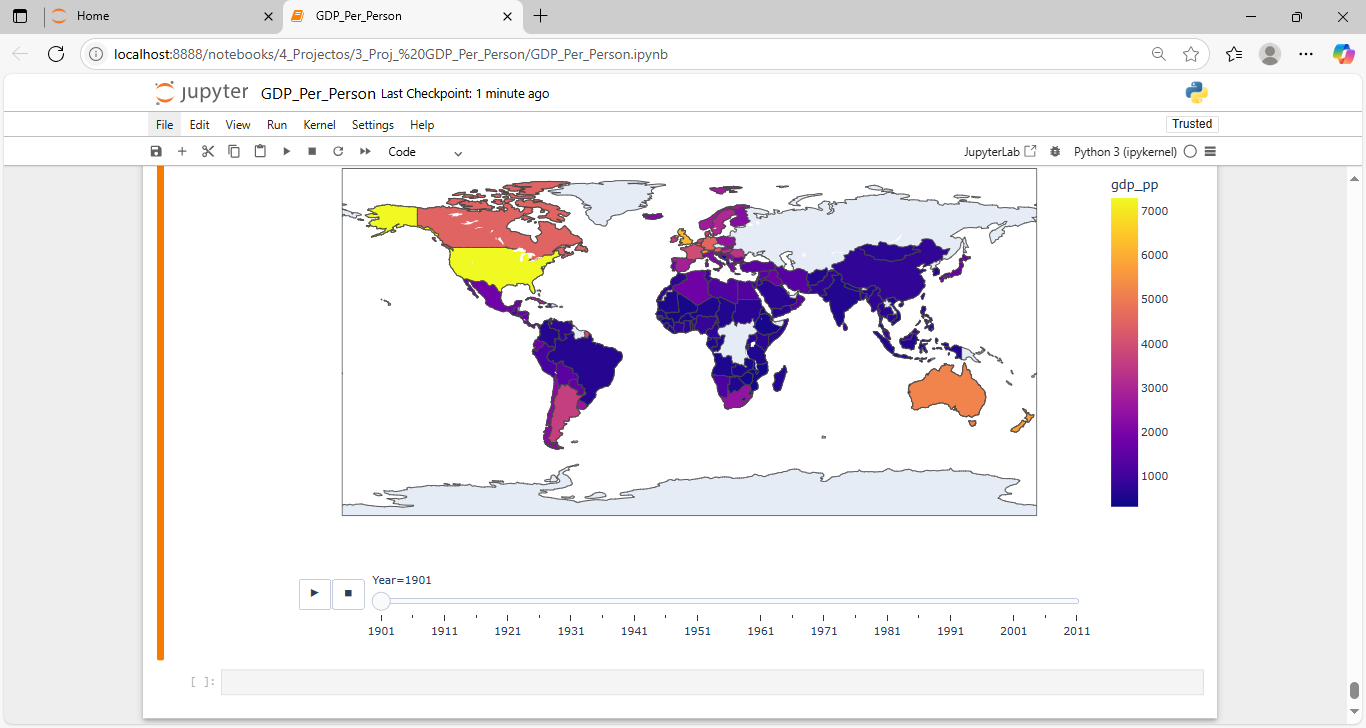 Home
GDP_Per_Person
localhost:8888/notebooks/4_Projectos/3_Proj_%20GDP_Per_Person/GDP_Per_Person.ipynb
jupyter GDP_Per_Person Last Checkpoint: 1 minute ago
File Edit View Run Kernel Settings Help
Trusted
Code
JupyterLab
Python 3 (ipykernel)
gdp_pp
7000
6000
5000
4000
3000
2000
1000
Year=1901
1901 1911 1921 1931 1941 1951 1961 1971 1981 1991 2001 2011
[ ]: